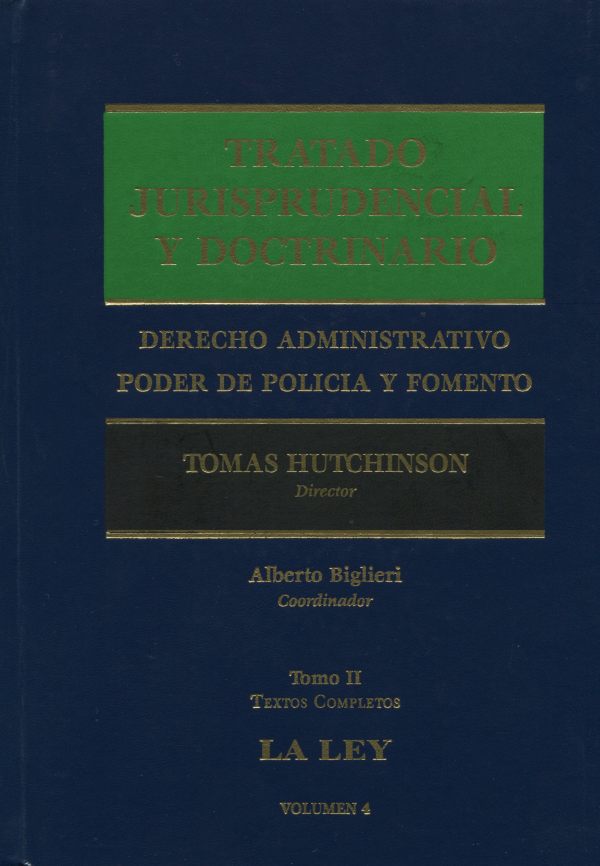 TRATADO
JURISPRUDENCIAL
Y DOCTRINARIO
DERECHO ADMINISTRATIVO
PODER DE POLICIA Y FOMENTO
TOMAS HUTCHINSON
Director
Alberto Biglieri
Coordinador
Tomo II
TEXTOS COMPLETOS
LA LEY
VOLUMEN 4